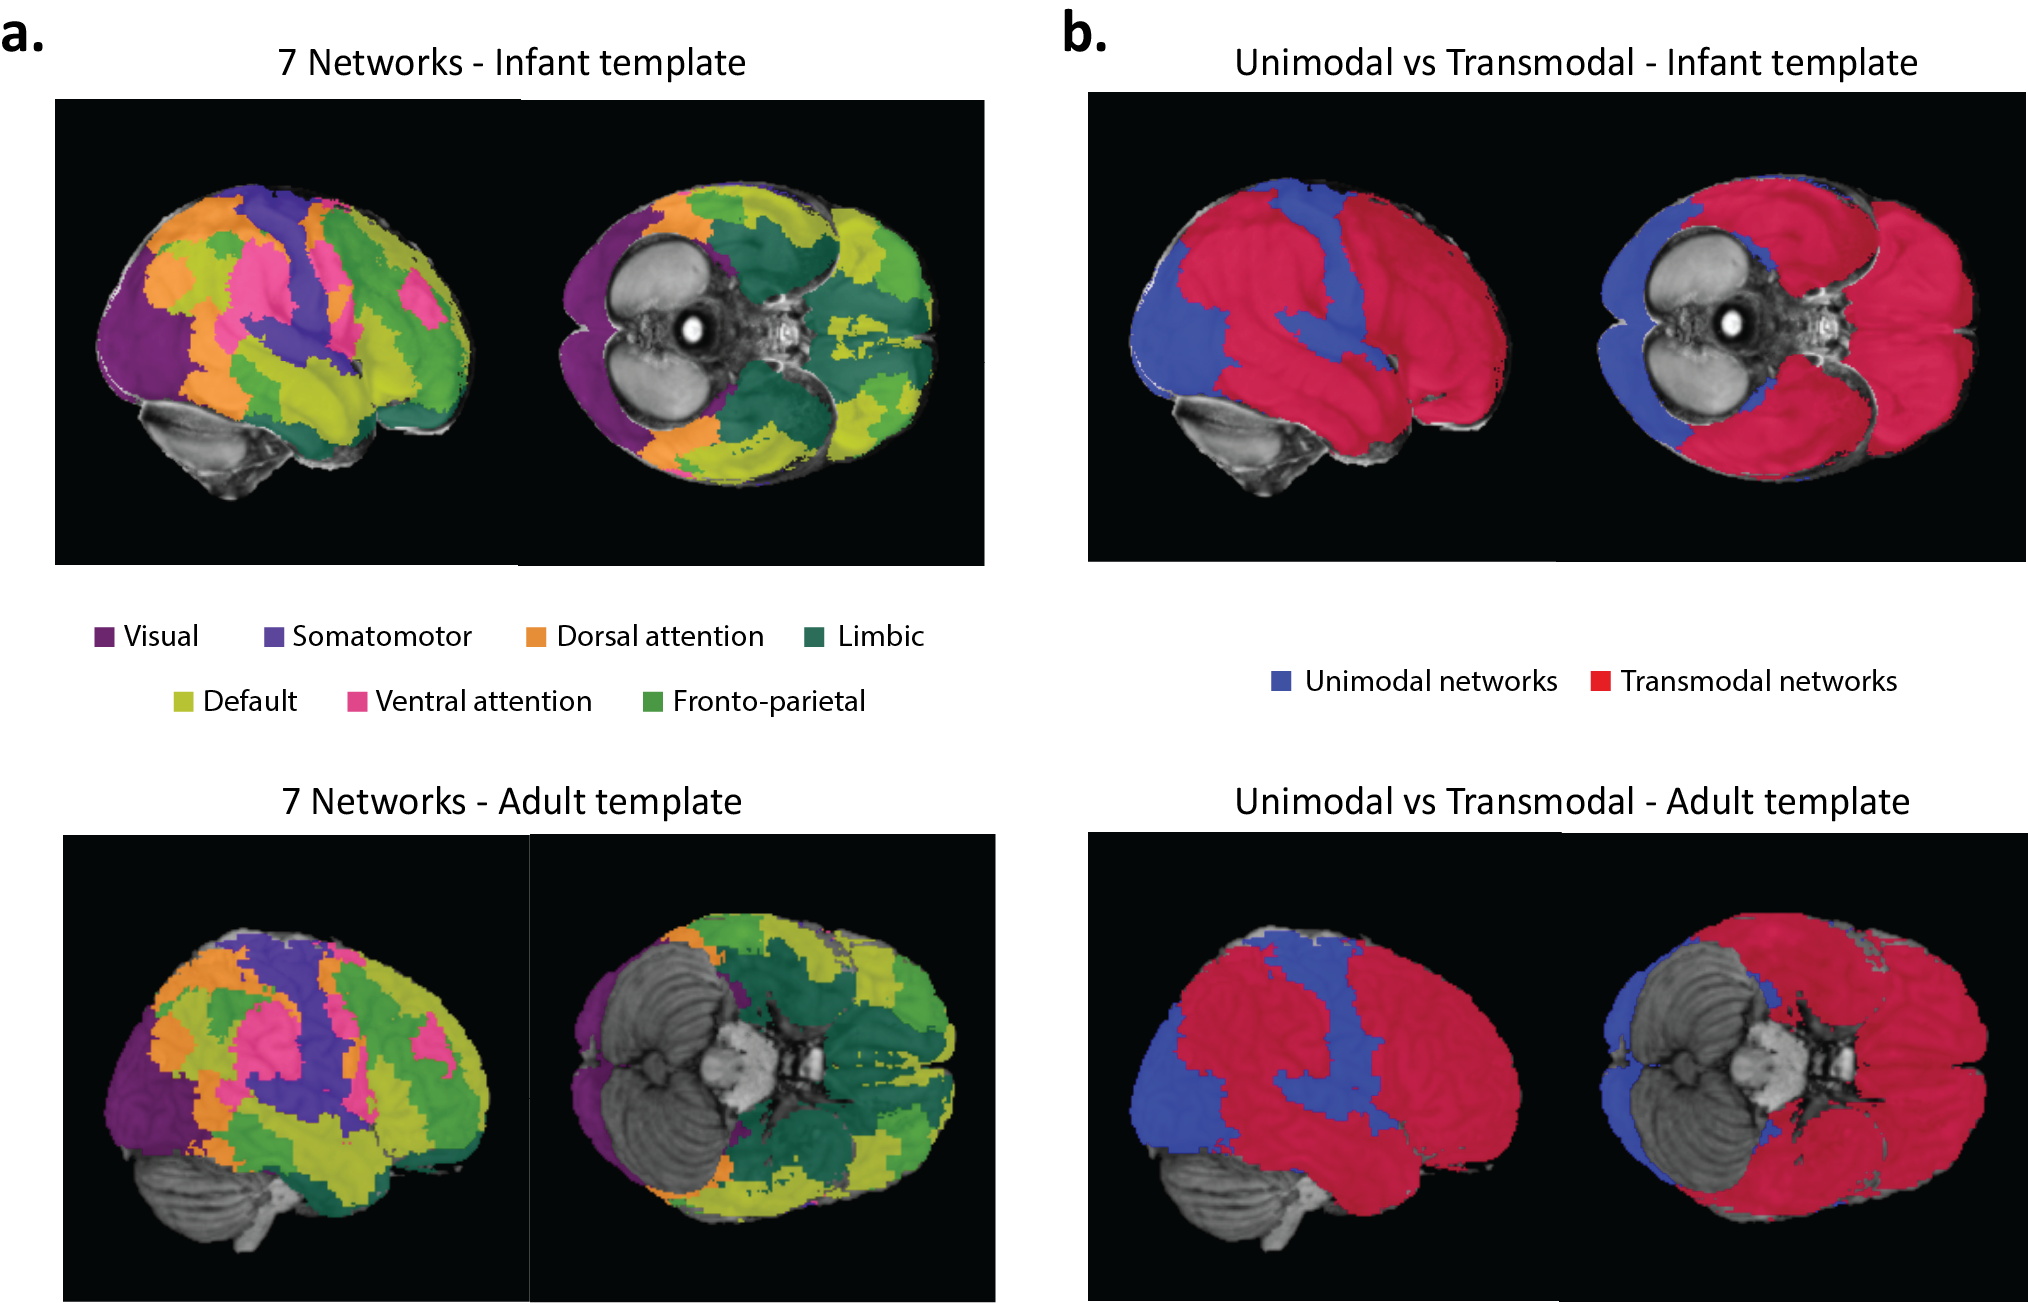 a.
7 Networks - Infant template
Visual
Somatomotor
Dorsal attention
Limbic
Default
Ventral attention
Fronto-parietal
7 Networks - Adult template
b.
Unimodal vs Transmodal - Infant template
Unimodal networks
Transmodal networks
Unimodal vs Transmodal - Adult template